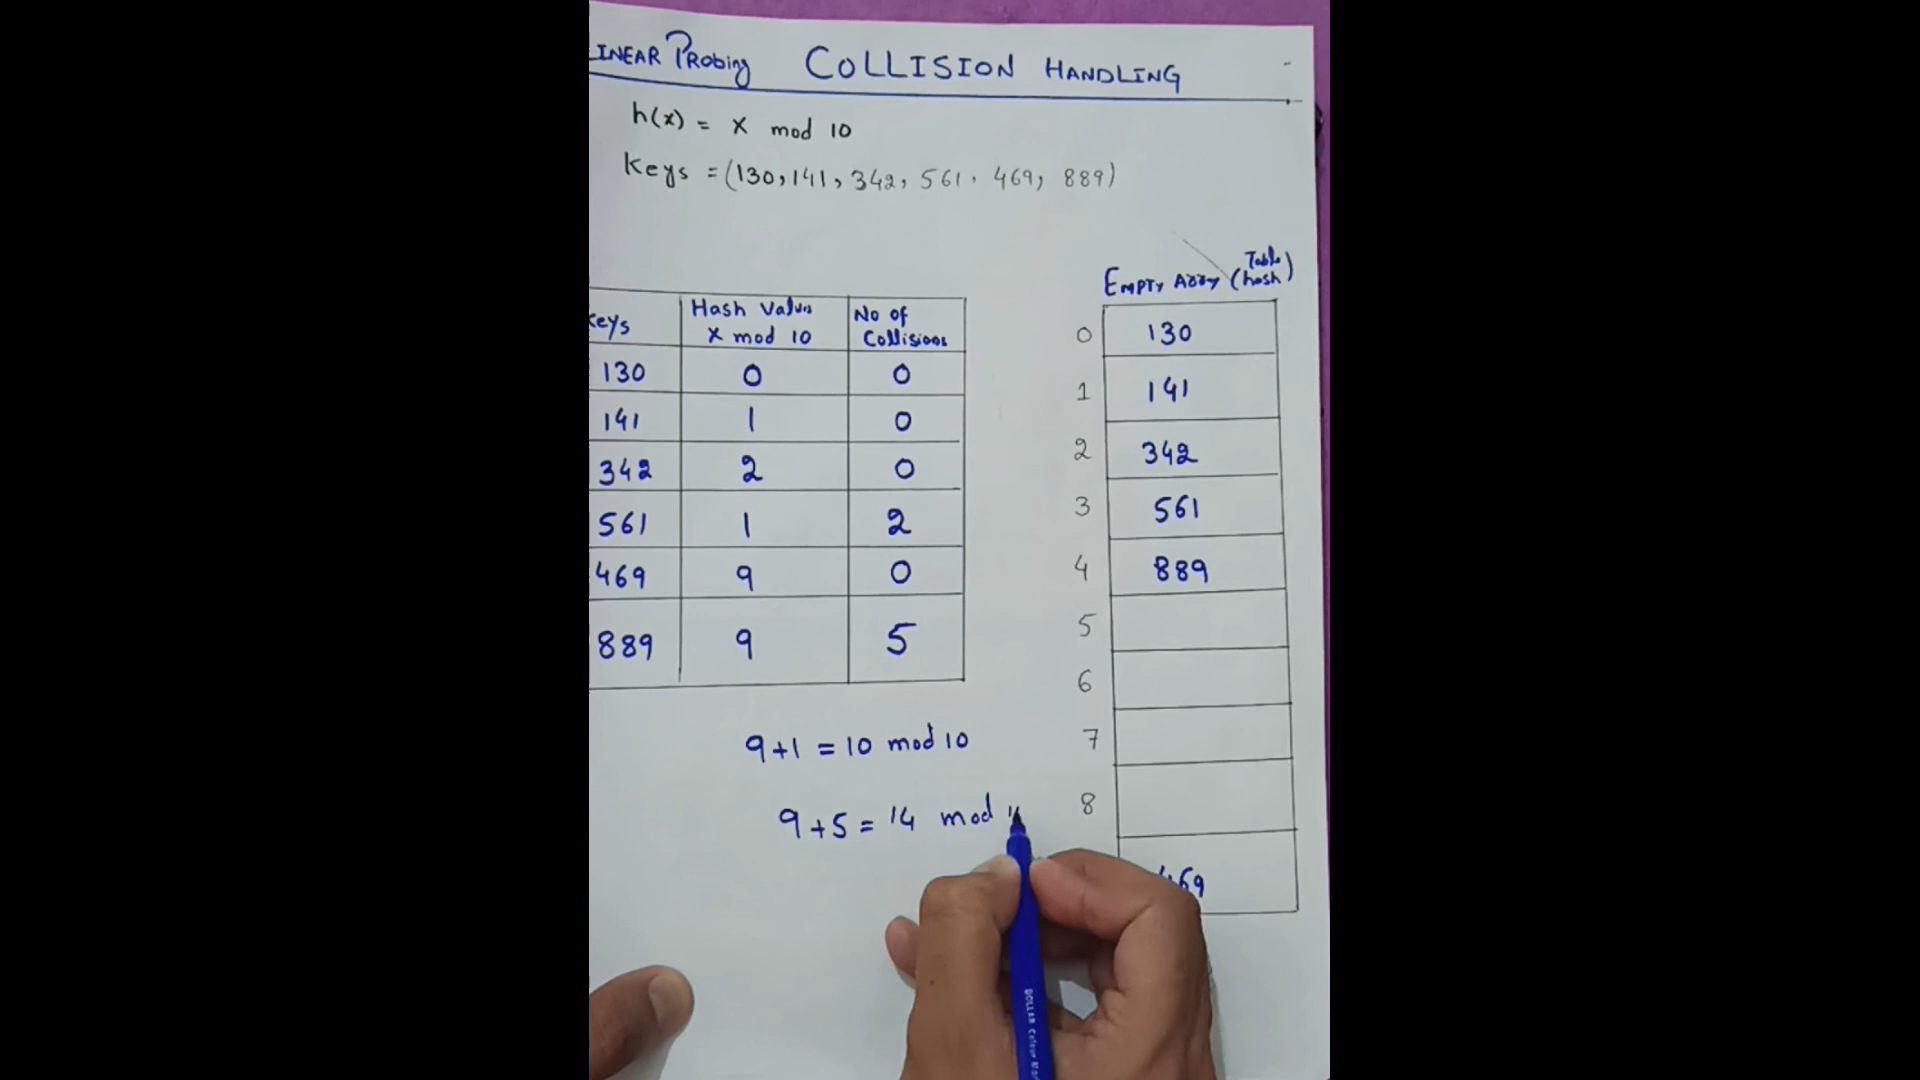 LINEAR PRobing COLLISION HANDLING
h(x) = x mod 10
Keys = (130, 141, 342, 561, 469, 889)
Keys
Hash Values
X mod 10
No of
Collisions
130 0 0
141 1 0
342 2 0
561 1 2
469 9 0
889 9 5
9+1 = 10 mod 10
9+5 = 14 mod
Table
EMPTy (hash)
0 130
1 141
2 342
3 561
4 889
5
6
7
8
469
DOLLAR